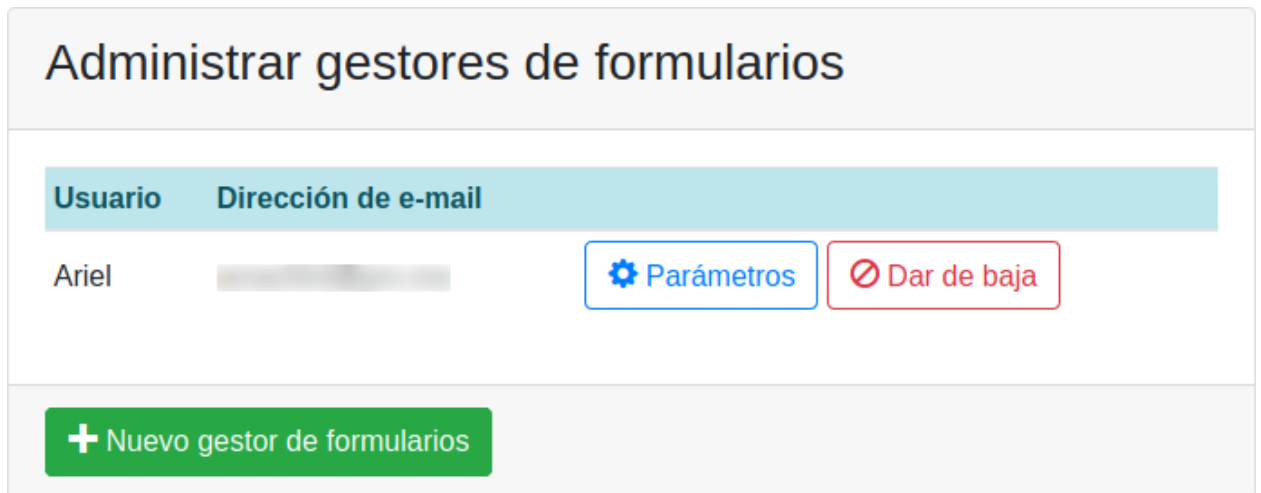 Administrar gestores de formularios
Usuario Dirección de e-mail
Ariel Parámetros Dar de baja
Nuevo gestor de formularios